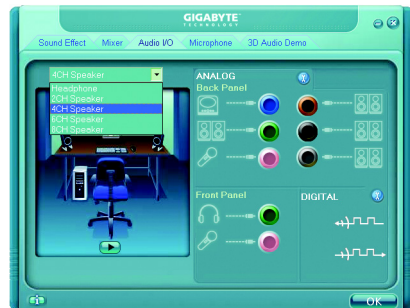 GIGABYTE
TECHNOLOGY
Sound Effect
Mixer
Audio I/O
Microphone
3D Audio Demo
4CH Speaker
Headphone
2CH Speaker
4CH Speaker
6CH Speaker
8CH Speaker
ANALOG
Back Panel
Front Panel
DIGITAL
OK